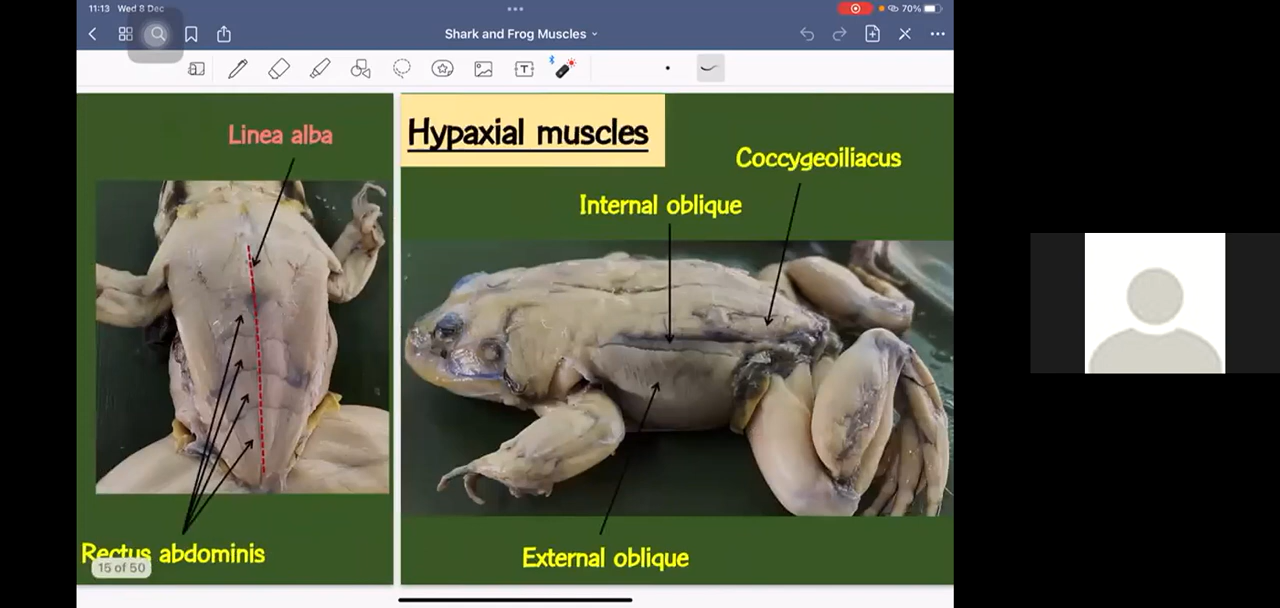 11:13 Wed 8 Dec
70%
Shark and Frog Muscles
T
Linea alba
Rectus abdominis
15 of 50
Hypaxial muscles
Coccygeoiliacus
Internal oblique
External oblique